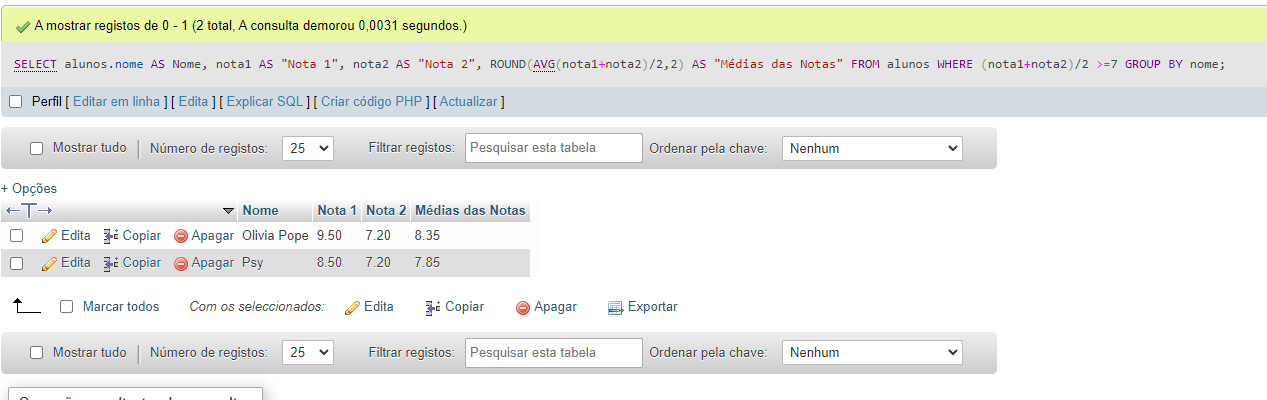 A mostrar registos de 0 - 1 (2 total, A consulta demorou 0,0031 segundos.)
SELECT alunos.nome AS Nome, nota1 AS "Nota 1", nota2 AS "Nota 2", ROUND(AVG(nota1+nota2)/2,2) AS "Médias das Notas" FROM alunos WHERE (nota1+nota2)/2 >=7 GROUP BY nome;
Perfil [ Editar em linha ] [ Edita ] [ Explicar SQL ] [ Criar código PHP ] [ Actualizar ]
Mostrar tudo | Número de registos: 25 Filtrar registos: Pesquisar esta tabela Ordenar pela chave: Nenhum
+ Opções
←T→ Nome Nota 1 Nota 2 Médias das Notas
Edita Copiar Apagar Olivia Pope 9.50 7.20 8.35
Edita Copiar Apagar Psy 8.50 7.20 7.85
Marcar todos Com os seleccionados: Edita Copiar Apagar Exportar
Mostrar tudo | Número de registos: 25 Filtrar registos: Pesquisar esta tabela Ordenar pela chave: Nenhum